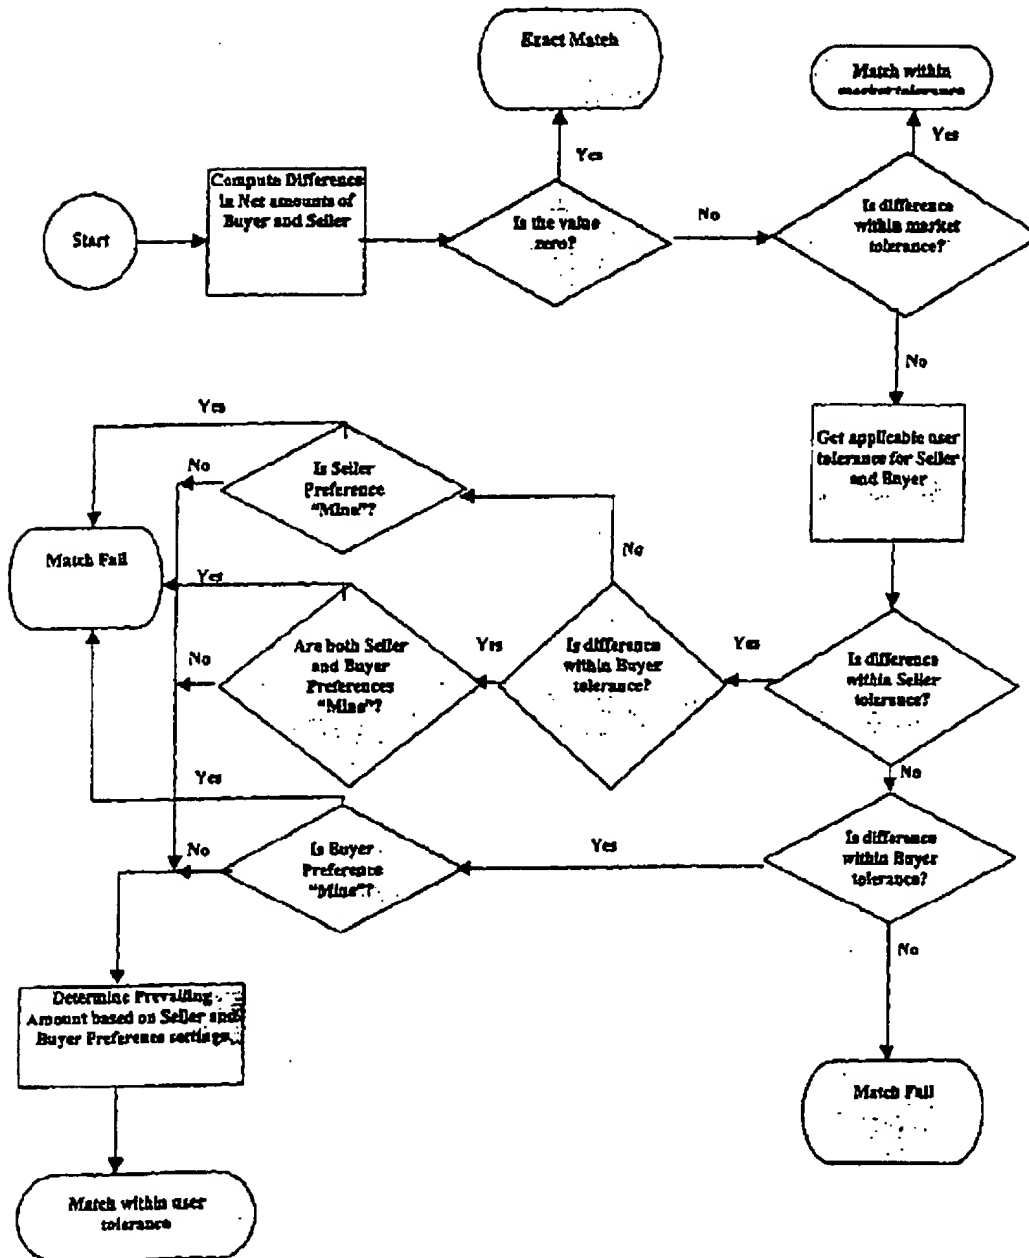 Exact Match
Match within
market tolerance
Yes
Yes
Compute Difference
in Net amounts of
Buyer and Seller
Start
Is the value
zero?
No
Is difference
within market
tolerance?
No
Yes
Get applicable user
tolerance for Seller
and Buyer
No
Is Seller
Preference
"Mine"?
Match Fail
No
Yes
Are both Seller
and Buyer
Preferences
"Mine"?
No
Yes
Is difference
within Buyer
tolerance?
Yes
Is difference
within Seller
tolerance?
Yes
No
No
Is Buyer
Preference
"Mine"?
Yes
Is difference
within Buyer
tolerance?
No
Determine Prevailing
Amount based on Seller and
Buyer Preference settings
Match Fail
Match within user
tolerance